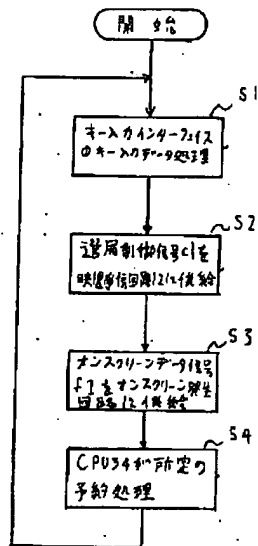 開始
S1
キー入力インターフェイス
のキー入力データ処理
S2
選局制御信号c1を
映像受信回路12に供給
S3
オンスクリーンデータ信号
f1をオンスクリーン発生
回路に供給
S4
CPU34が所定の
予約処理